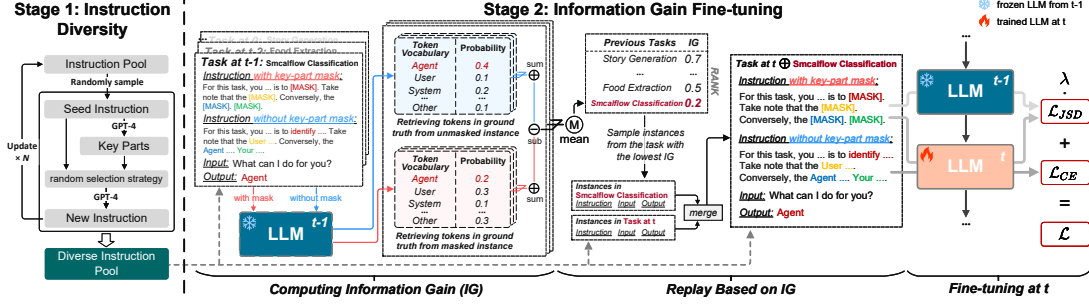 Stage 1: Instruction
Diversity
Instruction Pool
Randomly sample
Seed Instruction
GPT-4
Key Parts
Update
× N
random selection strategy
GPT-4
New Instruction
Diverse Instruction
Pool
Stage 2: Information Gain Fine-tuning
Task at t-2: Food Extraction
Task at t-1: Smcalflow Classification
Instruction with key-part mask:
For this task, you ... is to [MASK]. Take
note that the [MASK]. Conversely, the
[MASK]. [MASK].
Instruction without key-part mask:
For this task, you ... is to identify .... Take
note that the User .... Conversely, the
Agent .... Your ....
Input: What can I do for you?
Output: Agent
with mask
without mask
LLM t-1
Token
Vocabulary
Probability
Agent 0.4
User 0.1
System 0.2
... ...
Other 0.1
Retrieving tokens in ground
truth from unmasked instance
Token
Vocabulary
Probability
Agent 0.2
User 0.3
System 0.1
... ...
Other 0.3
Retrieving tokens in ground
truth from masked instance
sum
sub
sum
M
mean
Computing Information Gain (IG)
Previous Tasks IG
Story Generation 0.7
... ...
Food Extraction 0.5
Smcalflow Classification 0.2
RANK
Sample instances
from the task with
the lowest IG
Instances in
Smcalflow Classification
Instruction Input Output
Instances in Task at t
Instruction Input Output
merge
Task at t ⊕ Smcalflow Classification
Instruction with key-part mask:
For this task, you ... is to [MASK].
Take note that the [MASK].
Conversely, the [MASK]. [MASK].
Instruction without key-part mask:
For this task, you ... is to identify ....
Take note that the User ....
Conversely, the Agent .... Your ....
Input: What can I do for you?
Output: Agent
Replay Based on IG
frozen LLM from t-1
trained LLM at t
...
LLM t-1
LLM t
...
λ
·
ℒJSD
+
ℒCE
=
ℒ
Fine-tuning at t